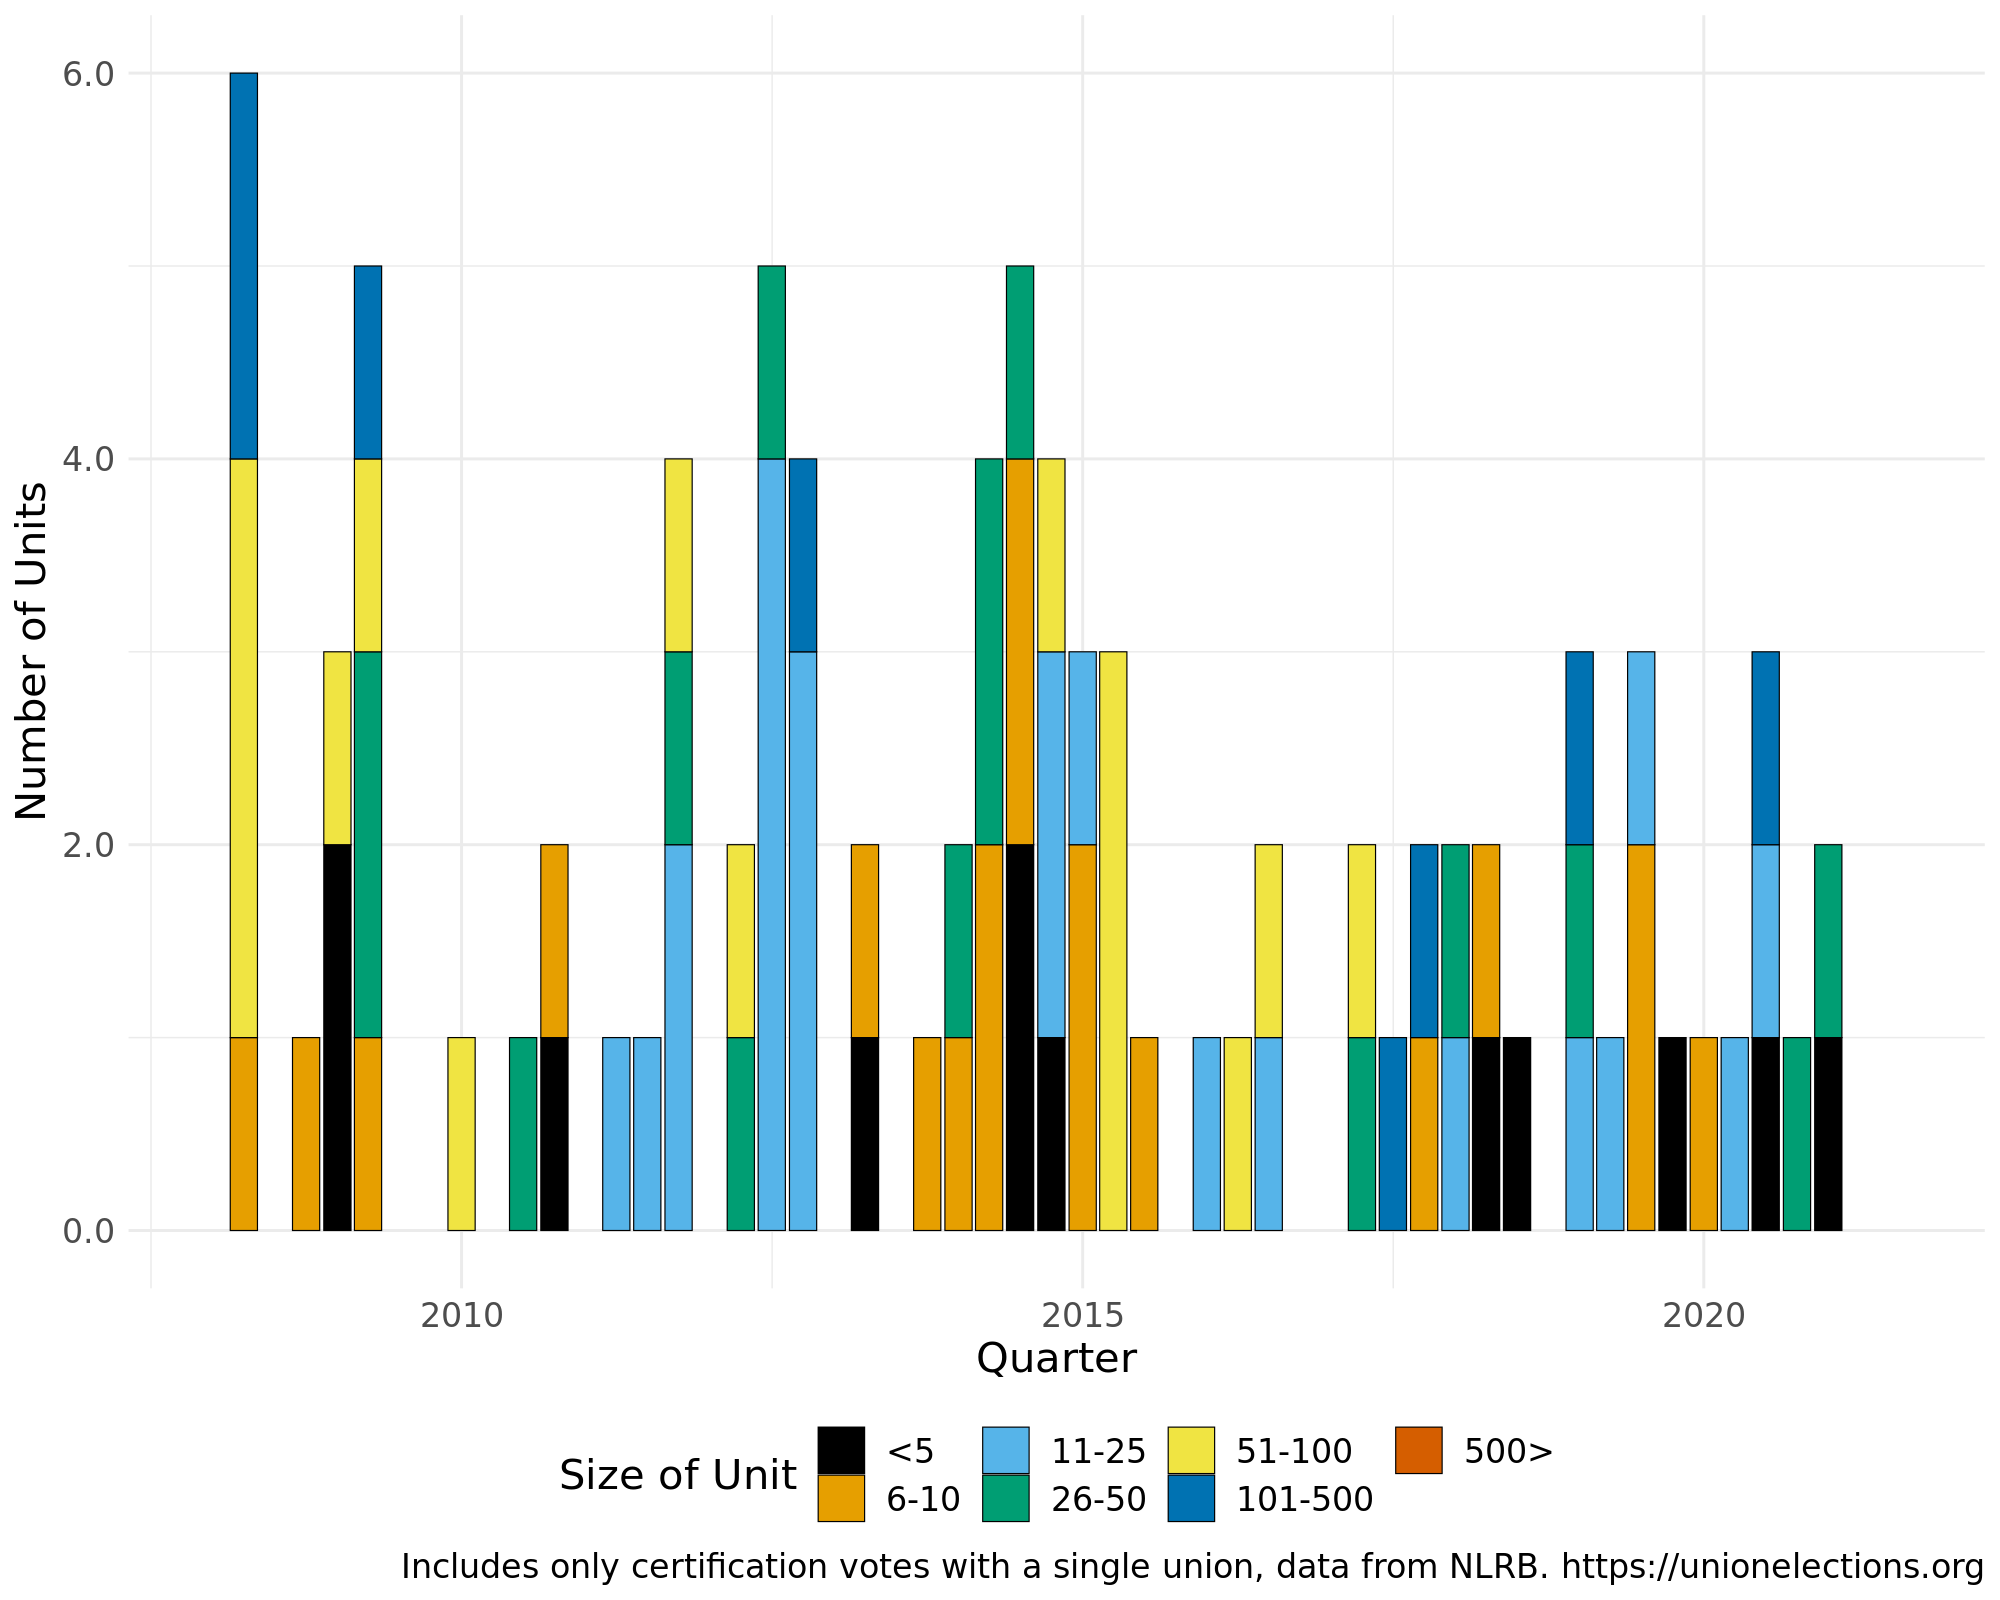 6.0
4.0
2.0
0.0
Number of Units
2010 2015 2020
Quarter
Size of Unit
<5 11-25 51-100 500>
6-10 26-50 101-500
Includes only certification votes with a single union, data from NLRB. https://unionelections.org